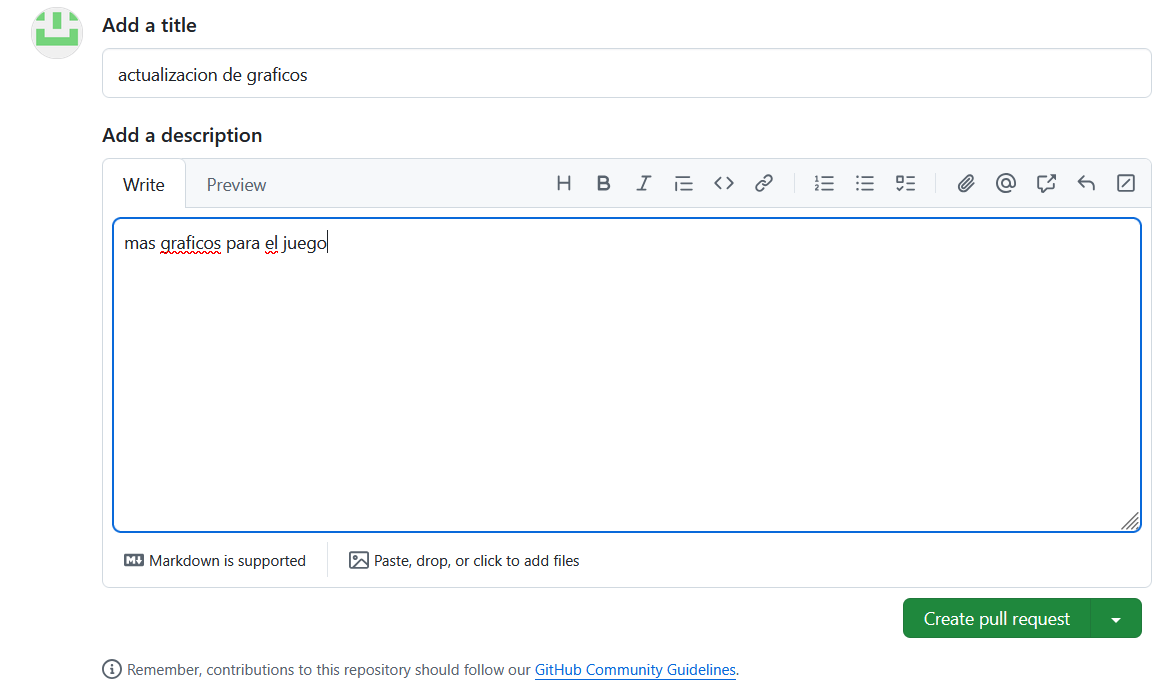 Add a title
actualizacion de graficos
Add a description
Write Preview
mas graficos para el juego
Markdown is supported Paste, drop, or click to add files
Create pull request
Remember, contributions to this repository should follow our GitHub Community Guidelines.